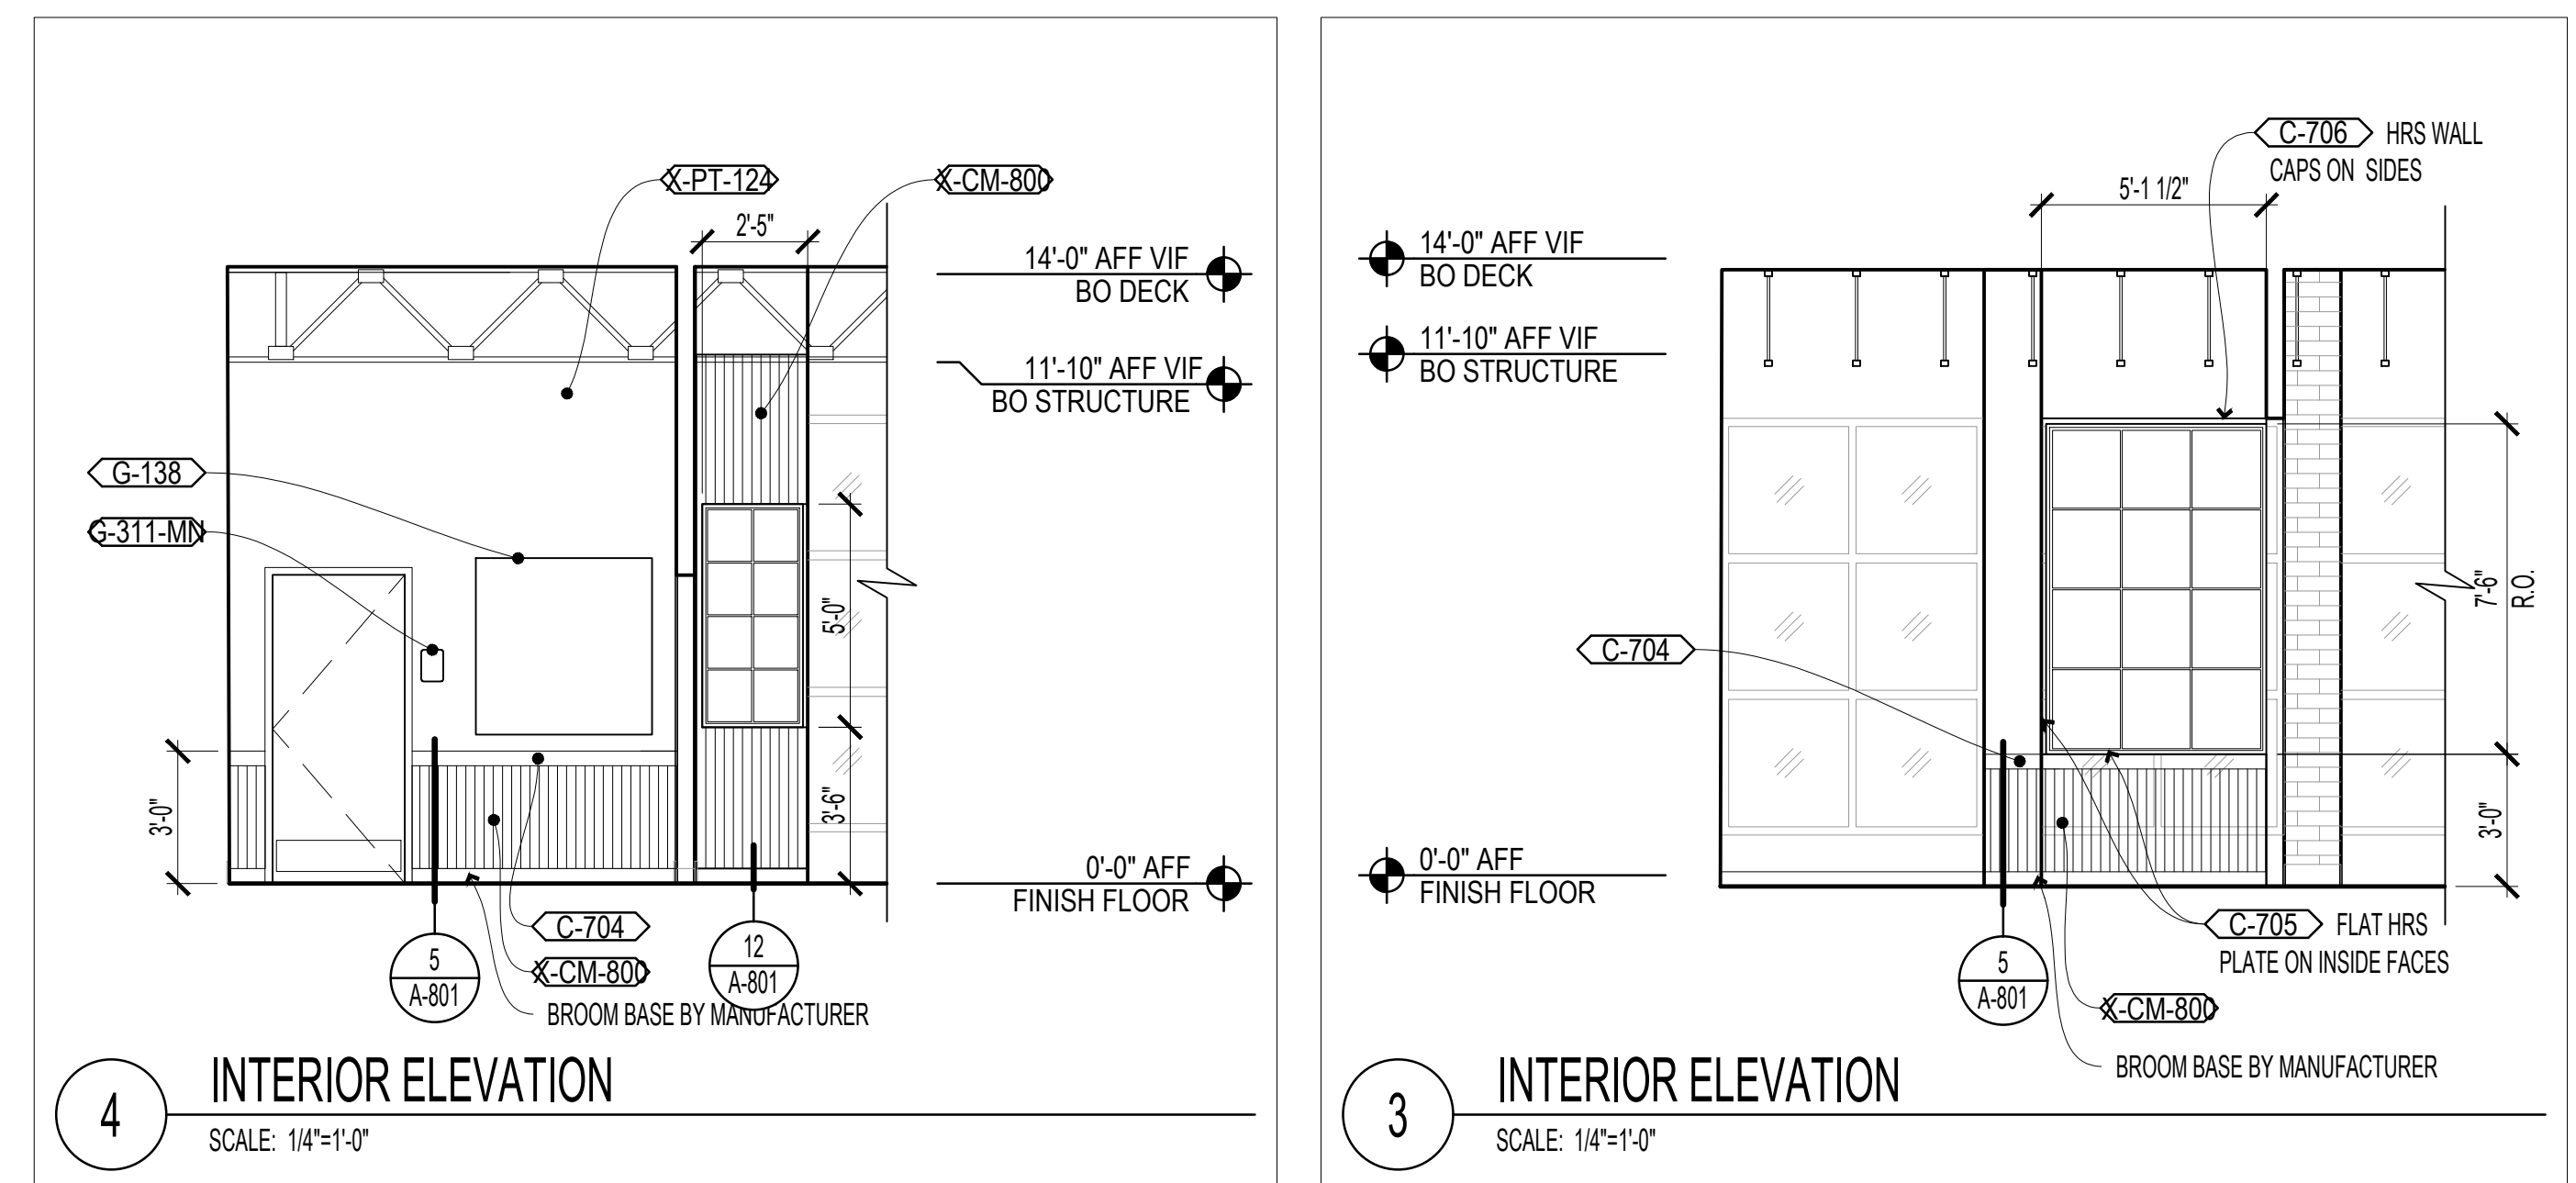 X-PT-124
X-CM-800
2'-5"
14'-0" AFF VIF
BO DECK
11'-10" AFF VIF
BO STRUCTURE
G-138
G-311-MN
5'-0"
3'-0"
3'-6"
0'-0" AFF
FINISH FLOOR
C-704
X-CM-800
5
A-801
12
A-801
BROOM BASE BY MANUFACTURER
4
INTERIOR ELEVATION
SCALE: 1/4"=1'-0"
C-706 HRS WALL
CAPS ON SIDES
5'-1 1/2"
14'-0" AFF VIF
BO DECK
11'-10" AFF VIF
BO STRUCTURE
7'-6"
R.O.
C-704
3'-0"
0'-0" AFF
FINISH FLOOR
C-705 FLAT HRS
PLATE ON INSIDE FACES
5
A-801
X-CM-800
BROOM BASE BY MANUFACTURER
3
INTERIOR ELEVATION
SCALE: 1/4"=1'-0"